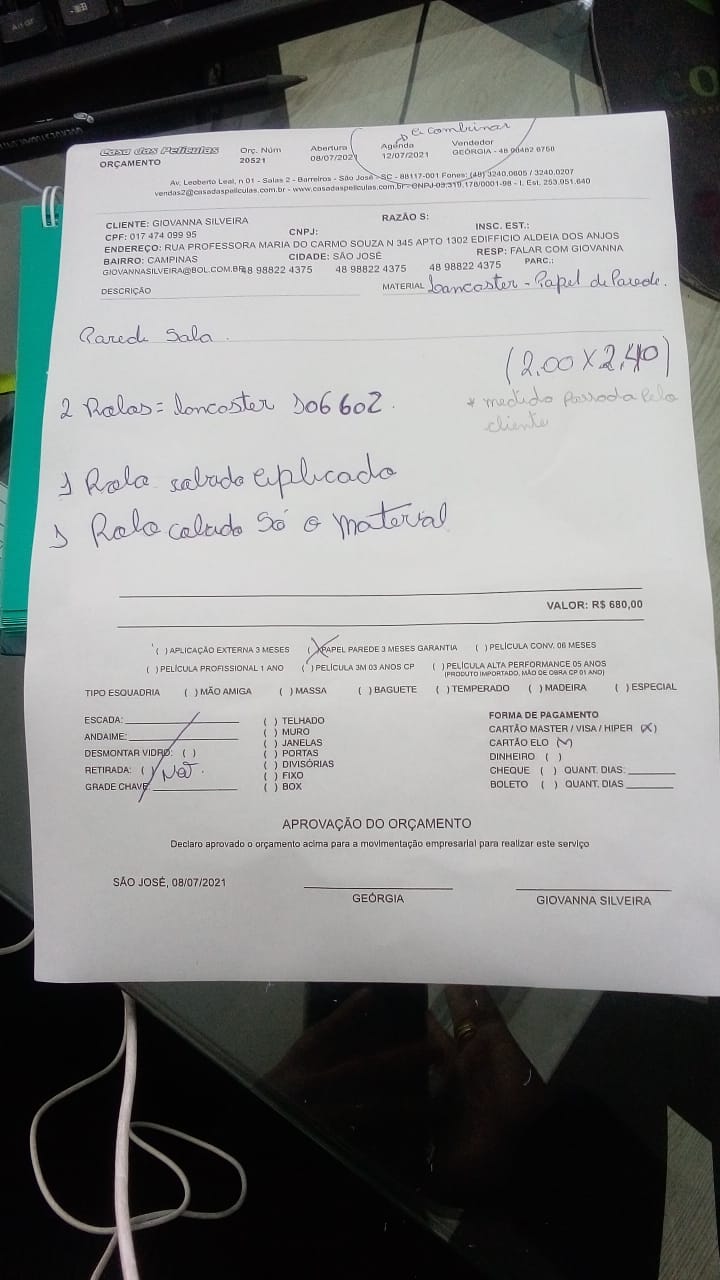 a combinar
Casa das Películas
ORÇAMENTO
Orç. Núm
20521
Abertura
08/07/2021
Agenda
12/07/2021
Vendedor
GEÓRGIA - 48 98482 6750
Av. Leoberto Leal, n 01 - Salas 2 - Barreiros - São José - SC - 88117-001 Fones: (48) 3240.0605 / 3240.0207
vendas2@casadaspeliculas.com.br - www.casadaspeliculas.com.br - CNPJ 03.319.178/0001-98 - I. Est. 253.951.640
CLIENTE: GIOVANNA SILVEIRA RAZÃO S:
CPF: 017 474 099 95 CNPJ: INSC. EST.:
ENDEREÇO: RUA PROFESSORA MARIA DO CARMO SOUZA N 345 APTO 1302 EDIFFICIO ALDEIA DOS ANJOS
BAIRRO: CAMPINAS CIDADE: SÃO JOSÉ RESP: FALAR COM GIOVANNA
GIOVANNASILVEIRA@BOL.COM.BR 48 98822 4375 48 98822 4375 48 98822 4375 PARC.:
DESCRIÇÃO MATERIAL Lancaster - Papel de Parede.
Parede Sala.
(2,00 X 2,40)
* medida passada pelo
cliente
2 Rolos = Lancaster 506602.
1 Rolo colado aplicado
1 Rolo colado Só o Material
VALOR: R$ 680,00
( ) APLICAÇÃO EXTERNA 3 MESES (X) PAPEL PAREDE 3 MESES GARANTIA ( ) PELÍCULA CONV. 06 MESES
( ) PELÍCULA PROFISSIONAL 1 ANO ( ) PELÍCULA 3M 03 ANOS CP ( ) PELÍCULA ALTA PERFORMANCE 05 ANOS
(PRODUTO IMPORTADO, MÃO DE OBRA CP 01 ANO)
TIPO ESQUADRIA ( ) MÃO AMIGA ( ) MASSA ( ) BAGUETE ( ) TEMPERADO ( ) MADEIRA ( ) ESPECIAL
ESCADA:
ANDAIME:
DESMONTAR VIDRO: ( )
RETIRADA: ( ) Não.
GRADE CHAVE:
( ) TELHADO
( ) MURO
( ) JANELAS
( ) PORTAS
( ) DIVISÓRIAS
( ) FIXO
( ) BOX
FORMA DE PAGAMENTO
CARTÃO MASTER / VISA / HIPER (X)
CARTÃO ELO (X)
DINHEIRO ( )
CHEQUE ( ) QUANT. DIAS:
BOLETO ( ) QUANT. DIAS
APROVAÇÃO DO ORÇAMENTO
Declaro aprovado o orçamento acima para a movimentação empresarial para realizar este serviço
SÃO JOSÉ, 08/07/2021
GEÓRGIA
GIOVANNA SILVEIRA